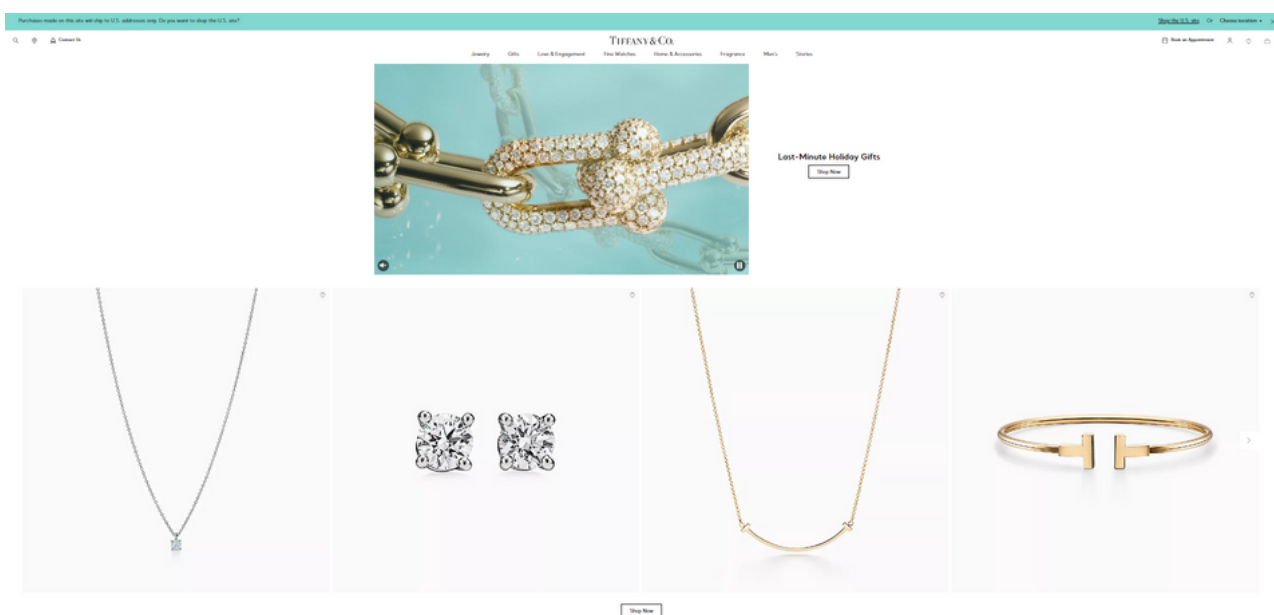 Purchases made on this site will ship to U.S. addresses only. Do you want to shop the U.S. site?
Shop the U.S. site Or Choose location
Contact Us
TIFFANY & CO.
Book an Appointment
Jewelry Gifts Love & Engagement Fine Watches Home & Accessories Fragrance Men's Stories
Last-Minute Holiday Gifts
Shop Now
Shop Now